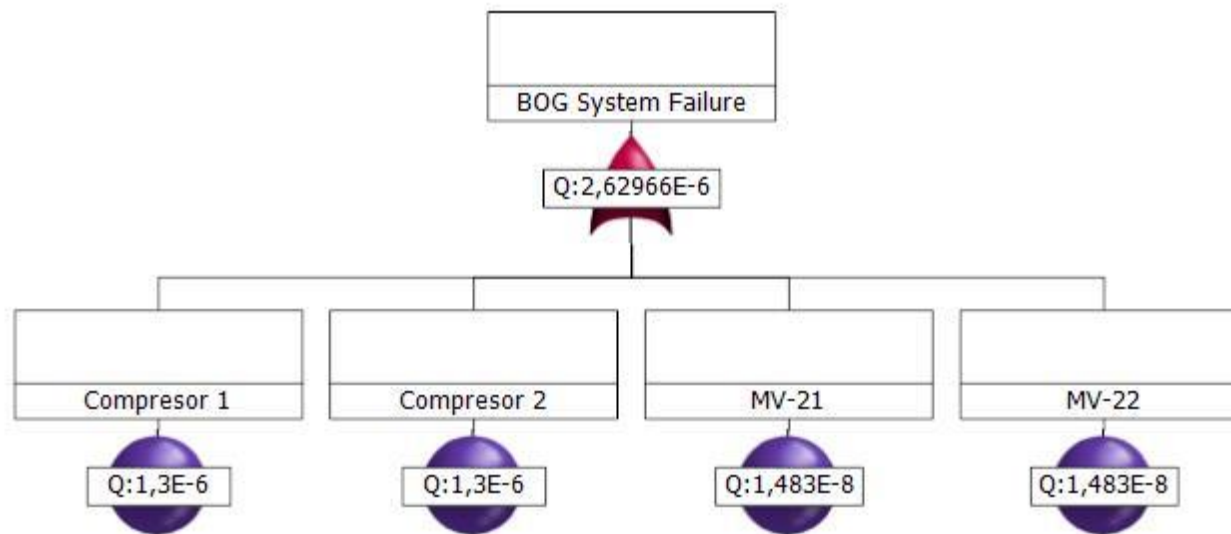 BOG System Failure
Q:2,62966E-6
Compresor 1
Compresor 2
MV-21
MV-22
Q:1,3E-6
Q:1,3E-6
Q:1,483E-8
Q:1,483E-8